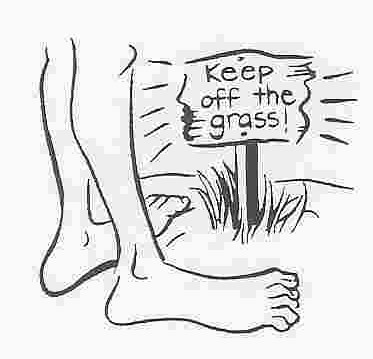 Keep
off the
grass!